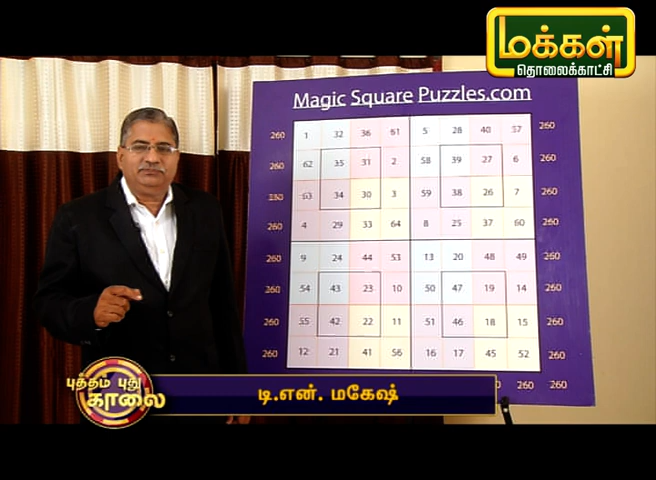 மக்கள்
தொலைக்காட்சி
Magic Square Puzzles.com
260 1 32 36 61 5 28 40 57 260
260 62 35 31 2 58 39 27 6 260
260 63 34 30 3 59 38 26 7 260
260 4 29 33 64 8 25 37 60 260
260 9 24 44 53 13 20 48 49 260
260 54 43 23 10 50 47 19 14 260
260 55 42 22 11 51 46 18 15 260
260 12 21 41 56 16 17 45 52 260
260 260
புத்தம் புது
காலை
டி.என். மகேஷ்